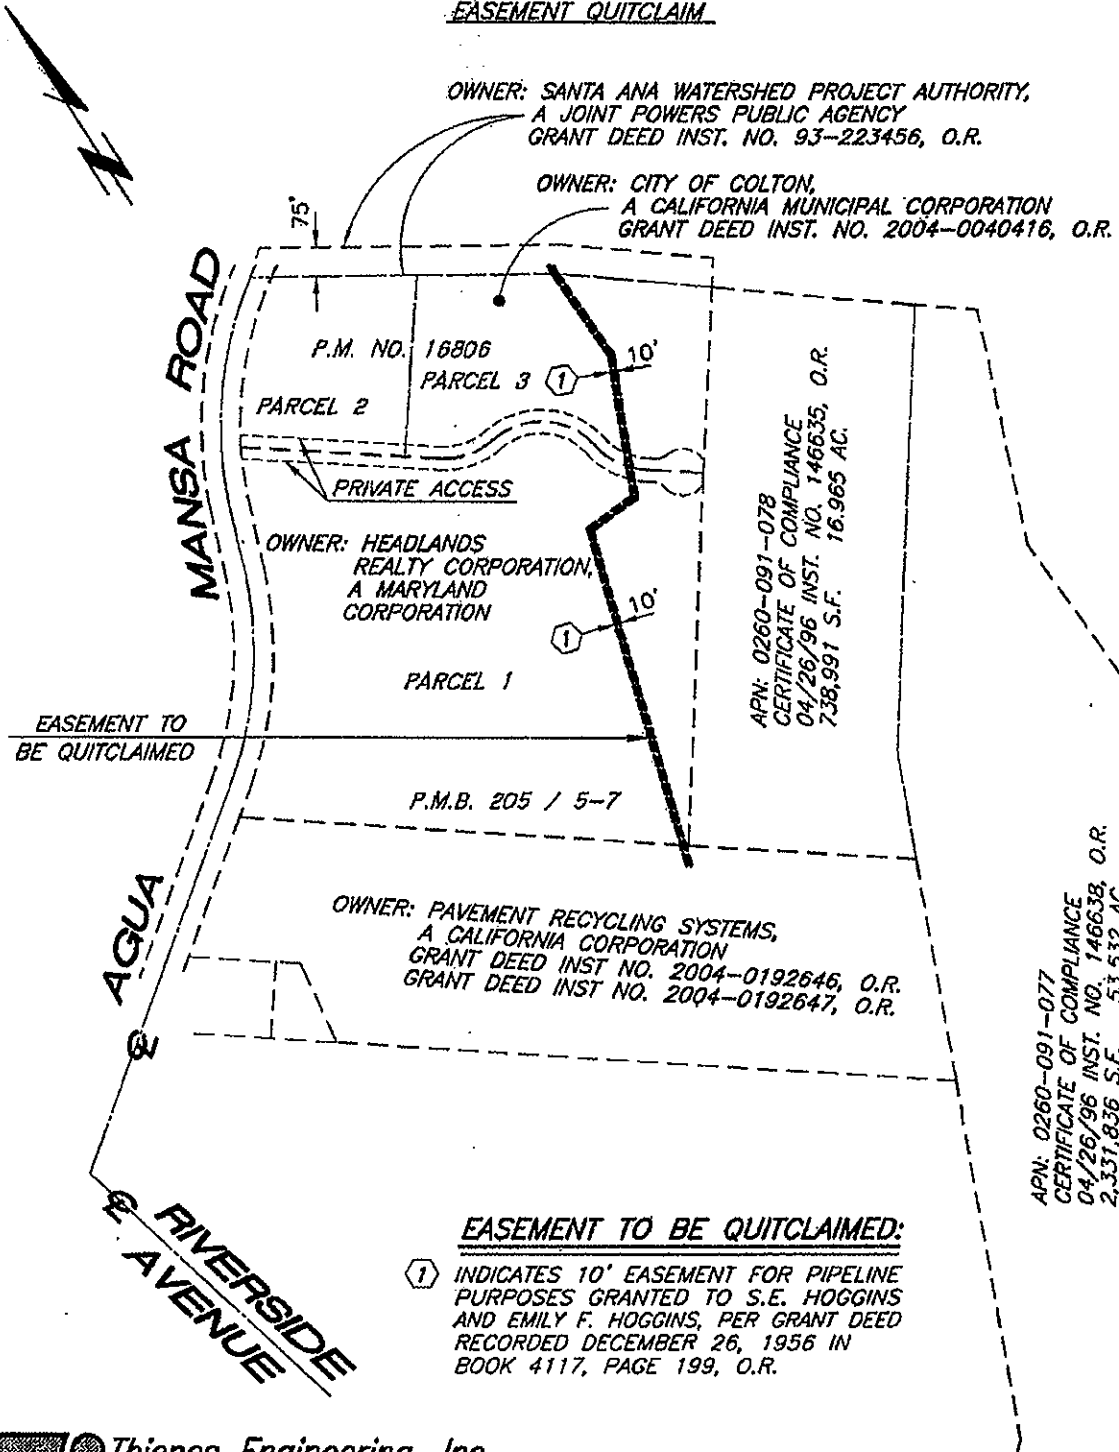 EASEMENT QUITCLAIM
OWNER: SANTA ANA WATERSHED PROJECT AUTHORITY,
A JOINT POWERS PUBLIC AGENCY
GRANT DEED INST. NO. 93-223456, O.R.
OWNER: CITY OF COLTON,
A CALIFORNIA MUNICIPAL CORPORATION
GRANT DEED INST. NO. 2004-0040416, O.R.
N
75'
MANSA ROAD
P.M. NO. 16806
PARCEL 3
1
10'
PARCEL 2
PRIVATE ACCESS
OWNER: HEADLANDS
REALTY CORPORATION,
A MARYLAND
CORPORATION
1
10'
PARCEL 1
APN: 0260-091-078
CERTIFICATE OF COMPLIANCE
04/26/96 INST. NO. 146635, O.R.
738,991 S.F. 16.965 AC.
EASEMENT TO
BE QUITCLAIMED
P.M.B. 205 / 5-7
OWNER: PAVEMENT RECYCLING SYSTEMS,
A CALIFORNIA CORPORATION
GRANT DEED INST NO. 2004-0192646, O.R.
GRANT DEED INST NO. 2004-0192647, O.R.
℄ AGUA
APN: 0260-091-077
CERTIFICATE OF COMPLIANCE
04/26/96 INST. NO. 146638, O.R.
2,331,836 S.F. 53.532 AC.
℄ RIVERSIDE
AVENUE
EASEMENT TO BE QUITCLAIMED:
1 INDICATES 10' EASEMENT FOR PIPELINE
PURPOSES GRANTED TO S.E. HOGGINS
AND EMILY F. HOGGINS, PER GRANT DEED
RECORDED DECEMBER 26, 1956 IN
BOOK 4117, PAGE 199, O.R.
Thienes Engineering, Inc.